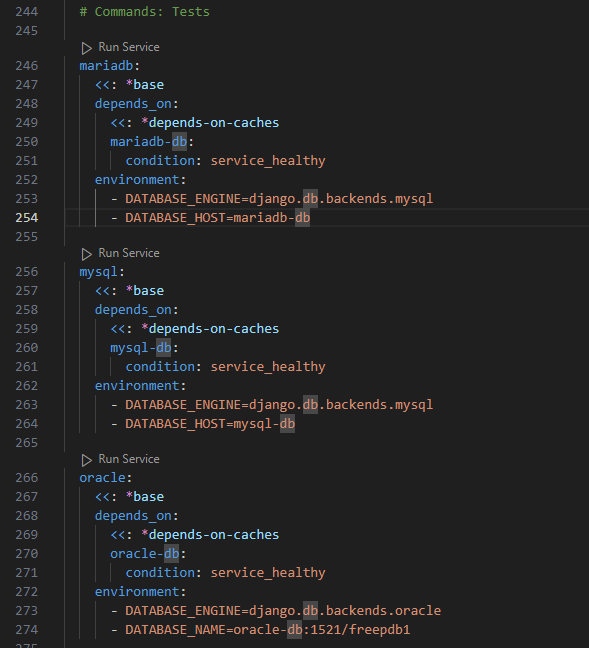 244 # Commands: Tests
245
Run Service
246 mariadb:
247 <<: *base
248 depends_on:
249 <<: *depends-on-caches
250 mariadb-db:
251 condition: service_healthy
252 environment:
253 - DATABASE_ENGINE=django.db.backends.mysql
254 - DATABASE_HOST=mariadb-db
255
Run Service
256 mysql:
257 <<: *base
258 depends_on:
259 <<: *depends-on-caches
260 mysql-db:
261 condition: service_healthy
262 environment:
263 - DATABASE_ENGINE=django.db.backends.mysql
264 - DATABASE_HOST=mysql-db
265
Run Service
266 oracle:
267 <<: *base
268 depends_on:
269 <<: *depends-on-caches
270 oracle-db:
271 condition: service_healthy
272 environment:
273 - DATABASE_ENGINE=django.db.backends.oracle
274 - DATABASE_NAME=oracle-db:1521/freepdb1